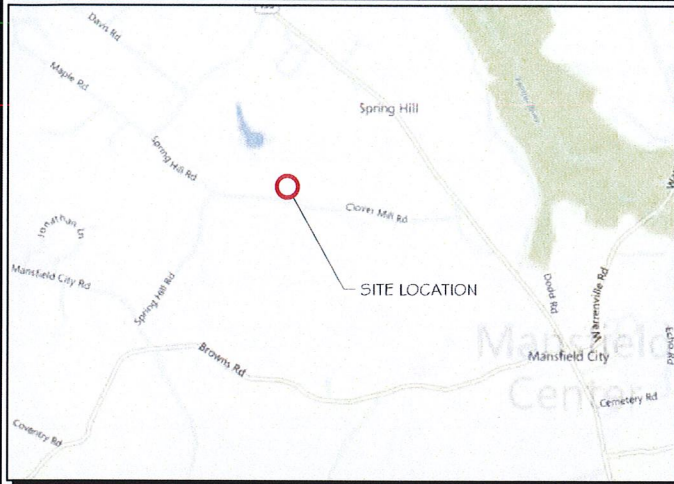 Davis Rd
Maple Rd
Spring Hill
Spring Hill Rd
Clover Mill Rd
Jonathan Ln
Mansfield City Rd
SITE LOCATION
Spring Hill Rd
Dodd Rd
Warrenville Rd
Echo Rd
Mansfield
Center
Mansfield City
Browns Rd
Cemetery Rd
Coventry Rd